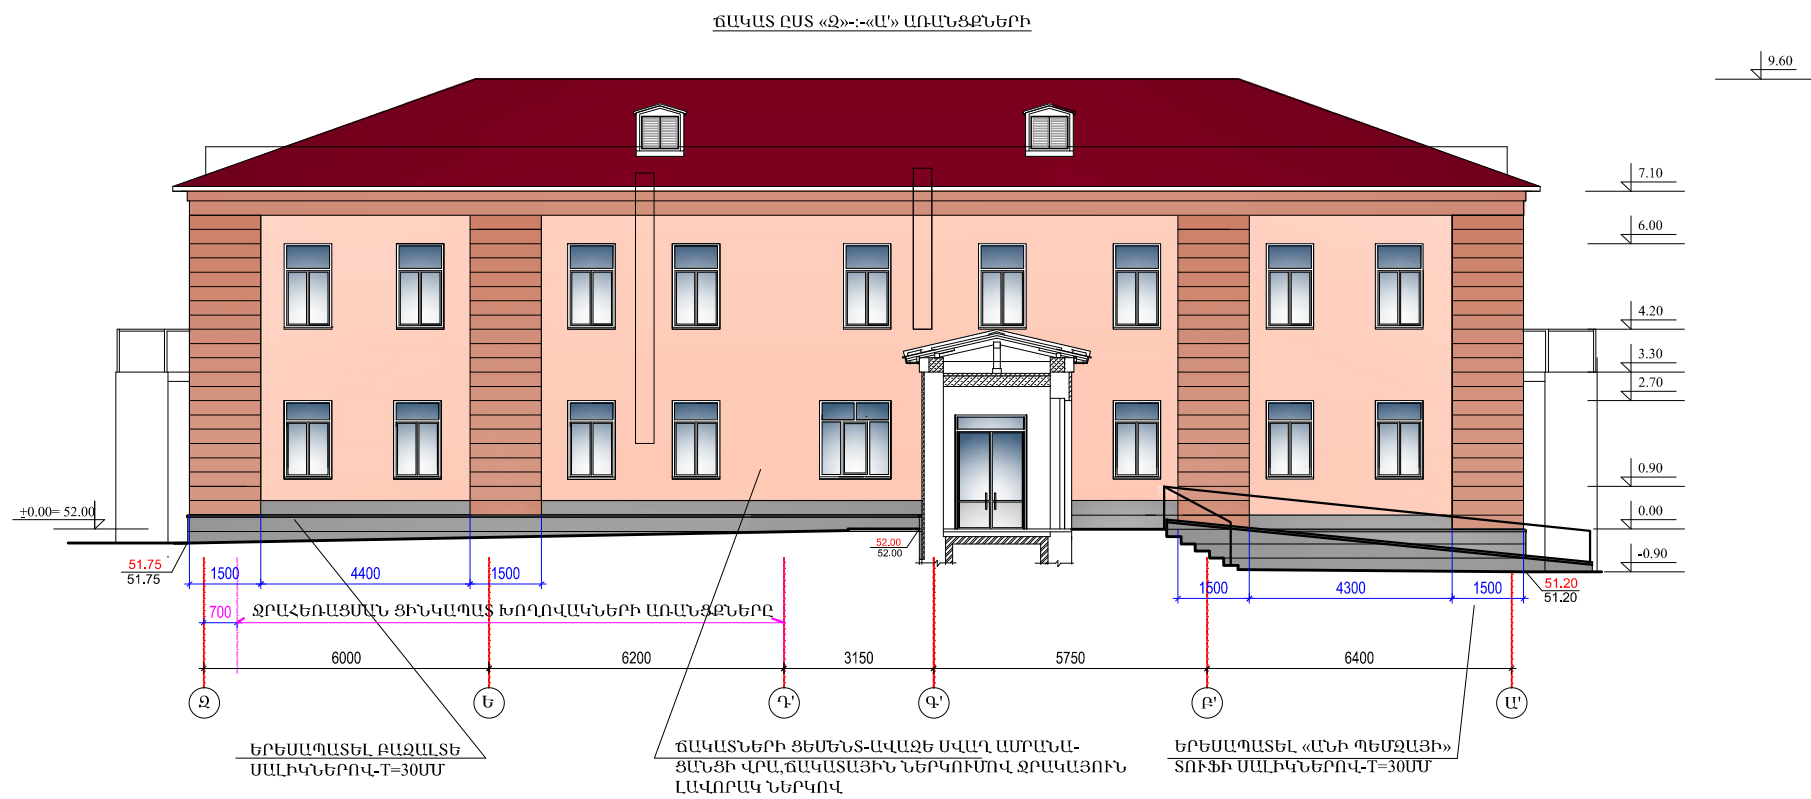 ՃԱԿԱՏ ԸՍՏ «Զ»-:-«Ա'» ԱՌԱՆՑՔՆԵՐԻ
9.60
7.10
6.00
4.20
3.30
2.70
0.90
0.00
-0.90
±0.00= 52.00
51.75
51.75
52.00
52.00
51.20
51.20
1500 4400 1500 1500 4300 1500
700 ՋՐԱՀԵՌԱՑՄԱՆ ՑԻՆԿԱՊԱՏ ԽՈՂՈՎԱԿՆԵՐԻ ԱՌԱՆՑՔՆԵՐԸ
6000 6200 3150 5750 6400
Զ Ե Դ' Գ' Բ' Ա'
ԵՐԵՍԱՊԱՏԵԼ ԲԱԶԱԼՏԵ
ՍԱԼԻԿՆԵՐՈՎ-T=30ՄՄ
ՃԱԿԱՏՆԵՐԻ ՑԵՄԵՆՏ-ԱՎԱԶԵ ՍՎԱՂ ԱՄՐԱՆԱ-
ՑԱՆՑԻ ՎՐԱ,ՃԱԿԱՏԱՅԻՆ ՆԵՐԿՈՒՄՈՎ ՋՐԱԿԱՅՈՒՆ
ԼԱՎՈՐԱԿ ՆԵՐԿՈՎ
ԵՐԵՍԱՊԱՏԵԼ «ԱՆԻ ՊԵՄԶԱՅԻ»
ՏՈՒՖԻ ՍԱԼԻԿՆԵՐՈՎ-T=30ՄՄ